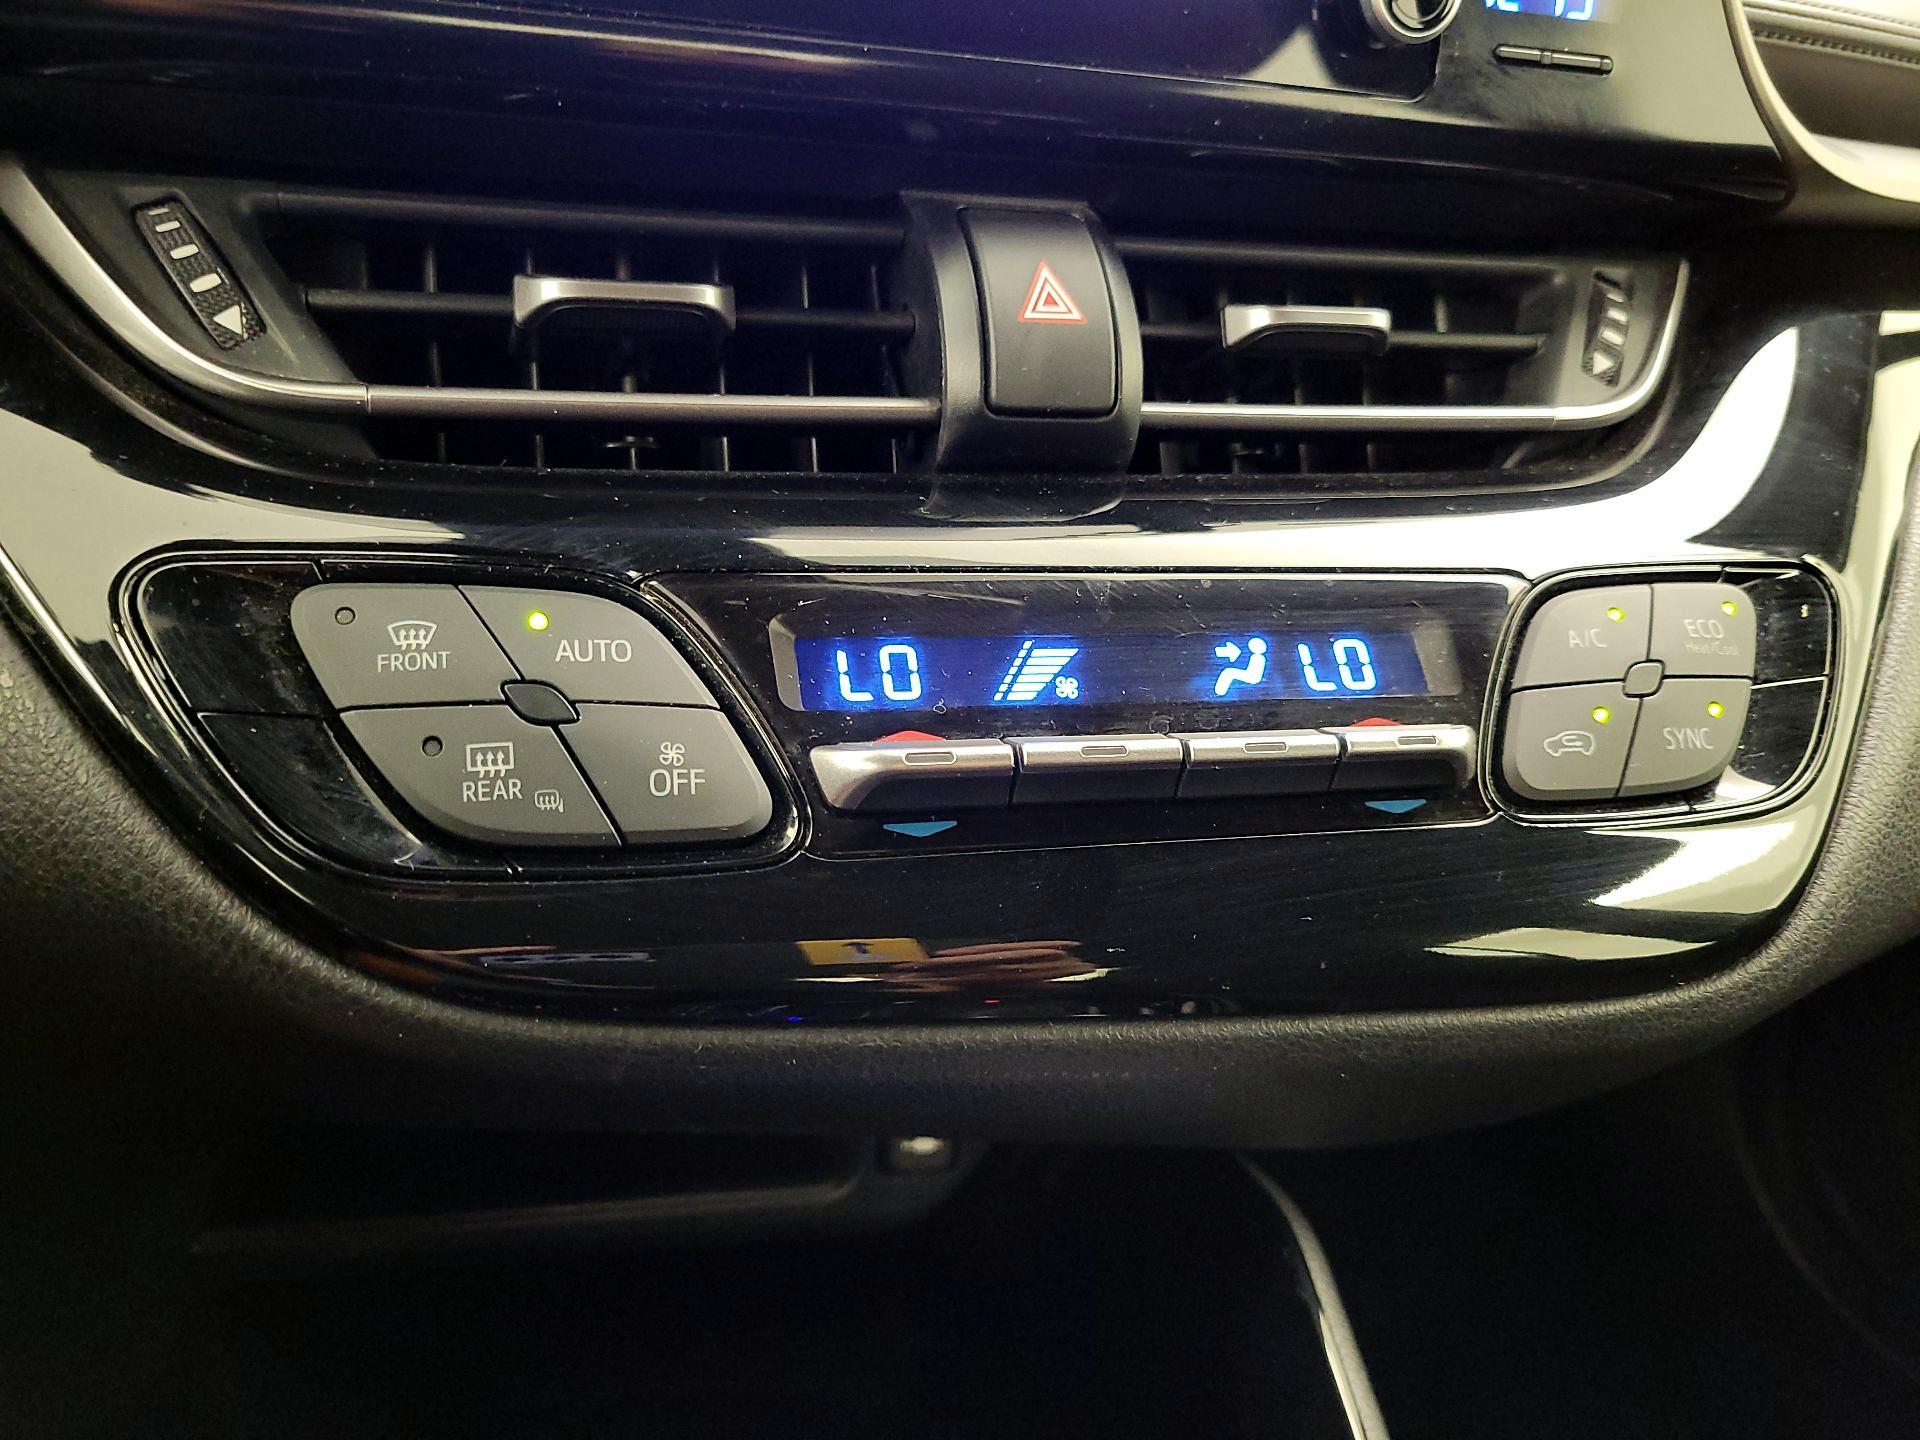 FRONT
AUTO
REAR
OFF
LO
LO
A/C
ECO
Heat/Cool
SYNC